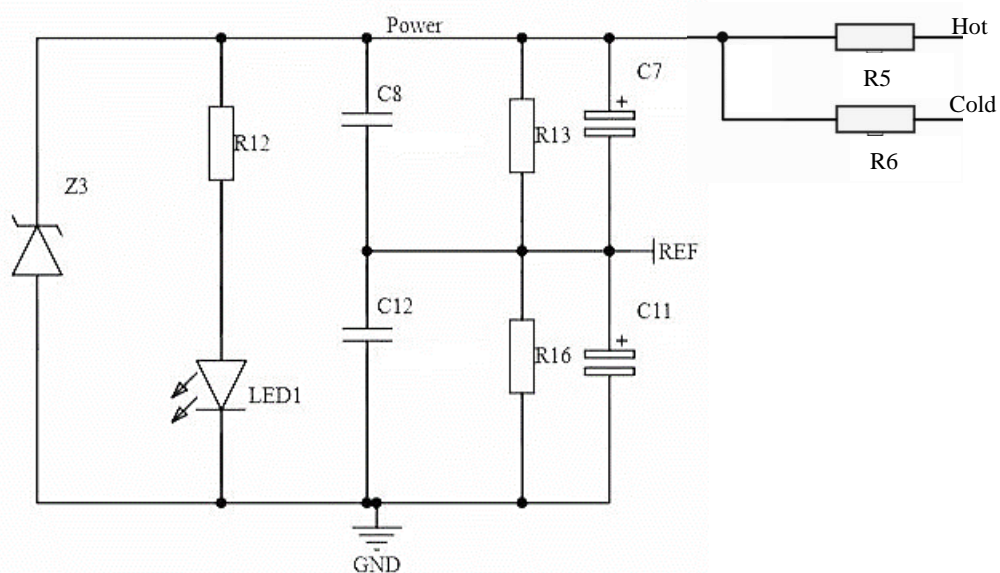 Power
Hot
C7
R5
C8
Cold
R12
R13
R6
Z3
REF
C12
C11
R16
LED1
GND
+
+